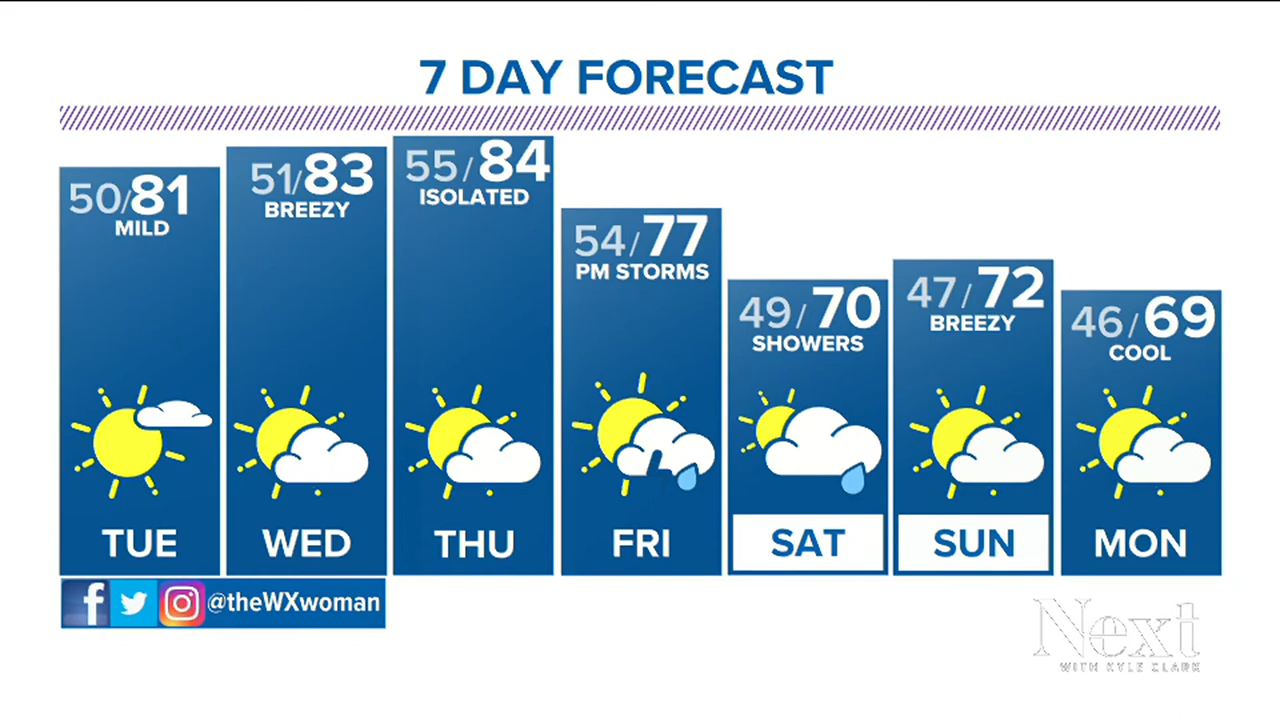 7 DAY FORECAST
50/81
MILD
TUE
51/83
BREEZY
WED
55/84
ISOLATED
THU
54/77
PM STORMS
FRI
49/70
SHOWERS
SAT
47/72
BREEZY
SUN
46/69
COOL
MON
@theWXwoman
Next
WITH KYLE CLARK